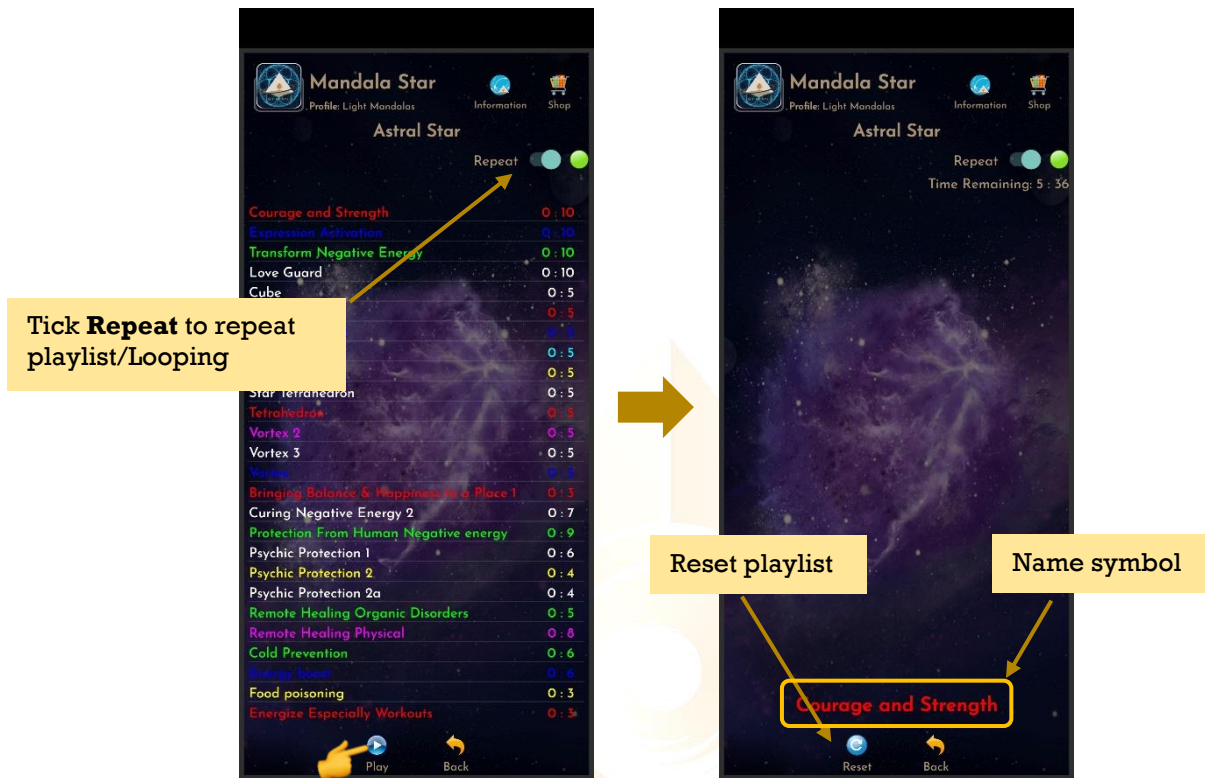 Mandala Star
Profile: Light Mandalas
Information
Shop
Astral Star
Repeat
Courage and Strength 0 : 10
Expression Activation 0 : 10
Transform Negative Energy 0 : 10
Love Guard 0 : 10
Cube 0 : 5
0 : 5
0 : 5
0 : 5
0 : 5
Star Tetrahedron 0 : 5
Tetrahedron 0 : 5
Vortex 2 0 : 5
Vortex 3 0 : 5
Vortex 0 : 5
Bringing Balance & Happiness to a Place 1 0 : 3
Curing Negative Energy 2 0 : 7
Protection From Human Negative energy 0 : 9
Psychic Protection 1 0 : 6
Psychic Protection 2 0 : 4
Psychic Protection 2a 0 : 4
Remote Healing Organic Disorders 0 : 5
Remote Healing Physical 0 : 8
Cold Prevention 0 : 6
Energy boost 0 : 6
Food poisoning 0 : 3
Energize Especially Workouts 0 : 3
Play
Back
Tick Repeat to repeat
playlist/Looping
Mandala Star
Profile: Light Mandalas
Information
Shop
Astral Star
Repeat
Time Remaining: 5 : 36
Reset playlist
Name symbol
Courage and Strength
Reset
Back